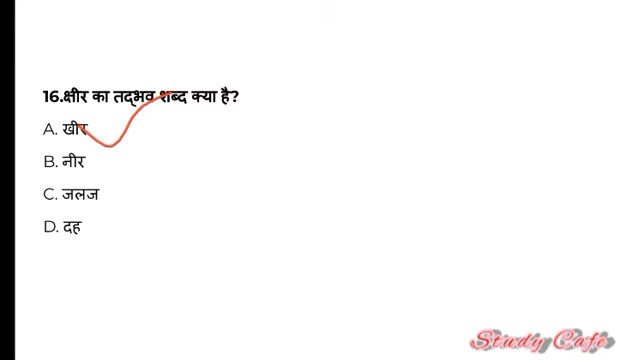 16.क्षीर का तद्भव शब्द क्या है?
A. खीर
B. नीर
C. जलज
D. दह
Study Cafe